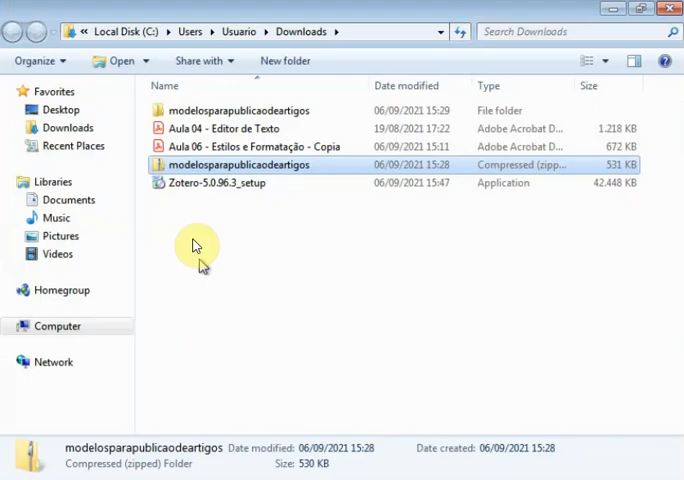 Local Disk (C:) Users Usuario Downloads Search Downloads
Organize Open Share with New folder
Name Date modified Type Size
Favorites
Desktop
Downloads
Recent Places
Libraries
Documents
Music
Pictures
Videos
Homegroup
Computer
Network
modelosparapublicaodeartigos 06/09/2021 15:29 File folder
Aula 04 - Editor de Texto 19/08/2021 17:22 Adobe Acrobat D... 1.218 KB
Aula 06 - Estilos e Formatação - Copia 06/09/2021 15:11 Adobe Acrobat D... 672 KB
modelosparapublicaodeartigos 06/09/2021 15:28 Compressed (zipp... 531 KB
Zotero-5.0.96.3_setup 06/09/2021 15:47 Application 42.448 KB
modelosparapublicaodeartigos Date modified: 06/09/2021 15:28 Date created: 06/09/2021 15:28
Compressed (zipped) Folder Size: 530 KB